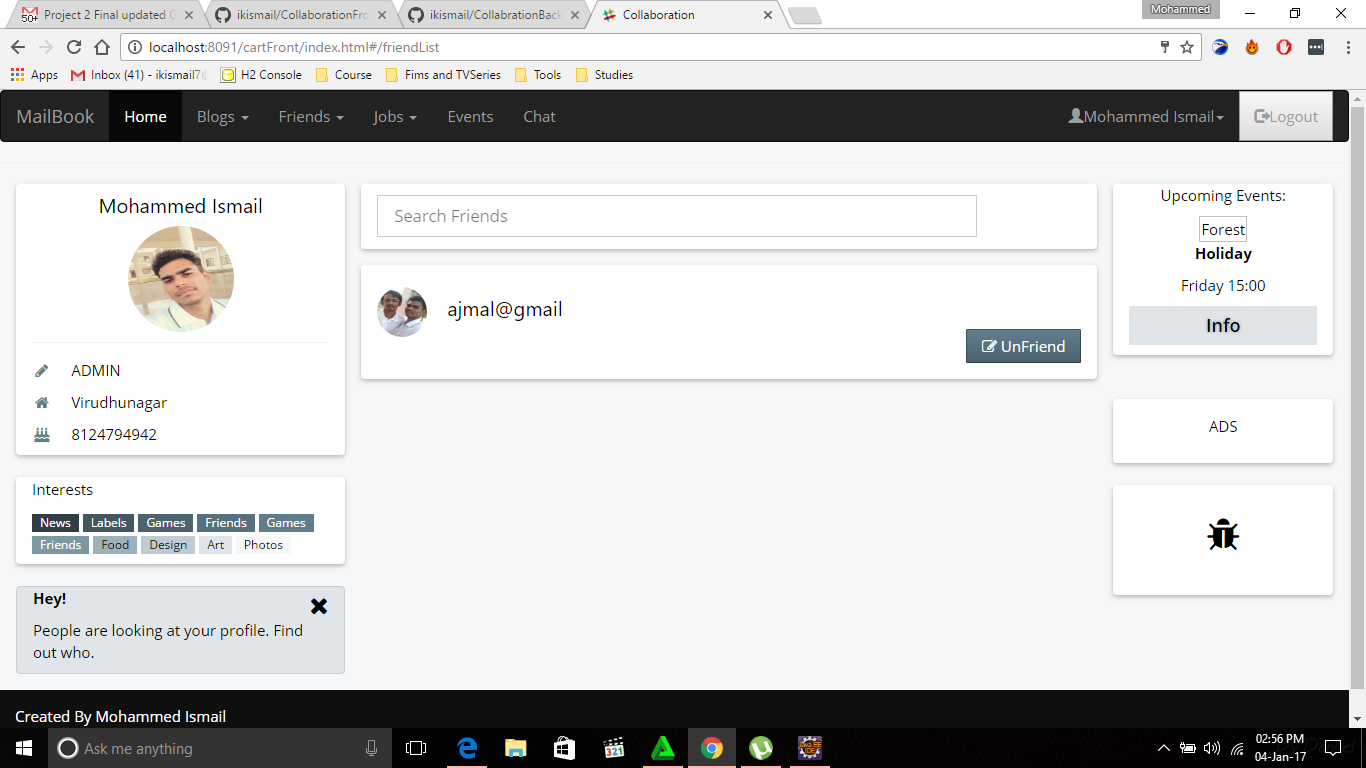 50+
Project 2 Final updated G
ikismail/CollaborationFro
ikismail/CollabrationBack
Collaboration
Mohammed
localhost:8091/cartFront/index.html#/friendList
Apps
Inbox (41) - ikismail7
H2 Console
Course
Fims and TVSeries
Tools
Studies
MailBook
Home
Blogs
Friends
Jobs
Events
Chat
Mohammed Ismail
Logout
Mohammed Ismail
ADMIN
Virudhunagar
8124794942
Interests
News Labels Games Friends Games
Friends Food Design Art Photos
Hey!
People are looking at your profile. Find
out who.
Search Friends
ajmal@gmail
UnFriend
Upcoming Events:
Forest
Holiday
Friday 15:00
Info
ADS
Created By Mohammed Ismail
Ask me anything
321
02:56 PM
04-Jan-17